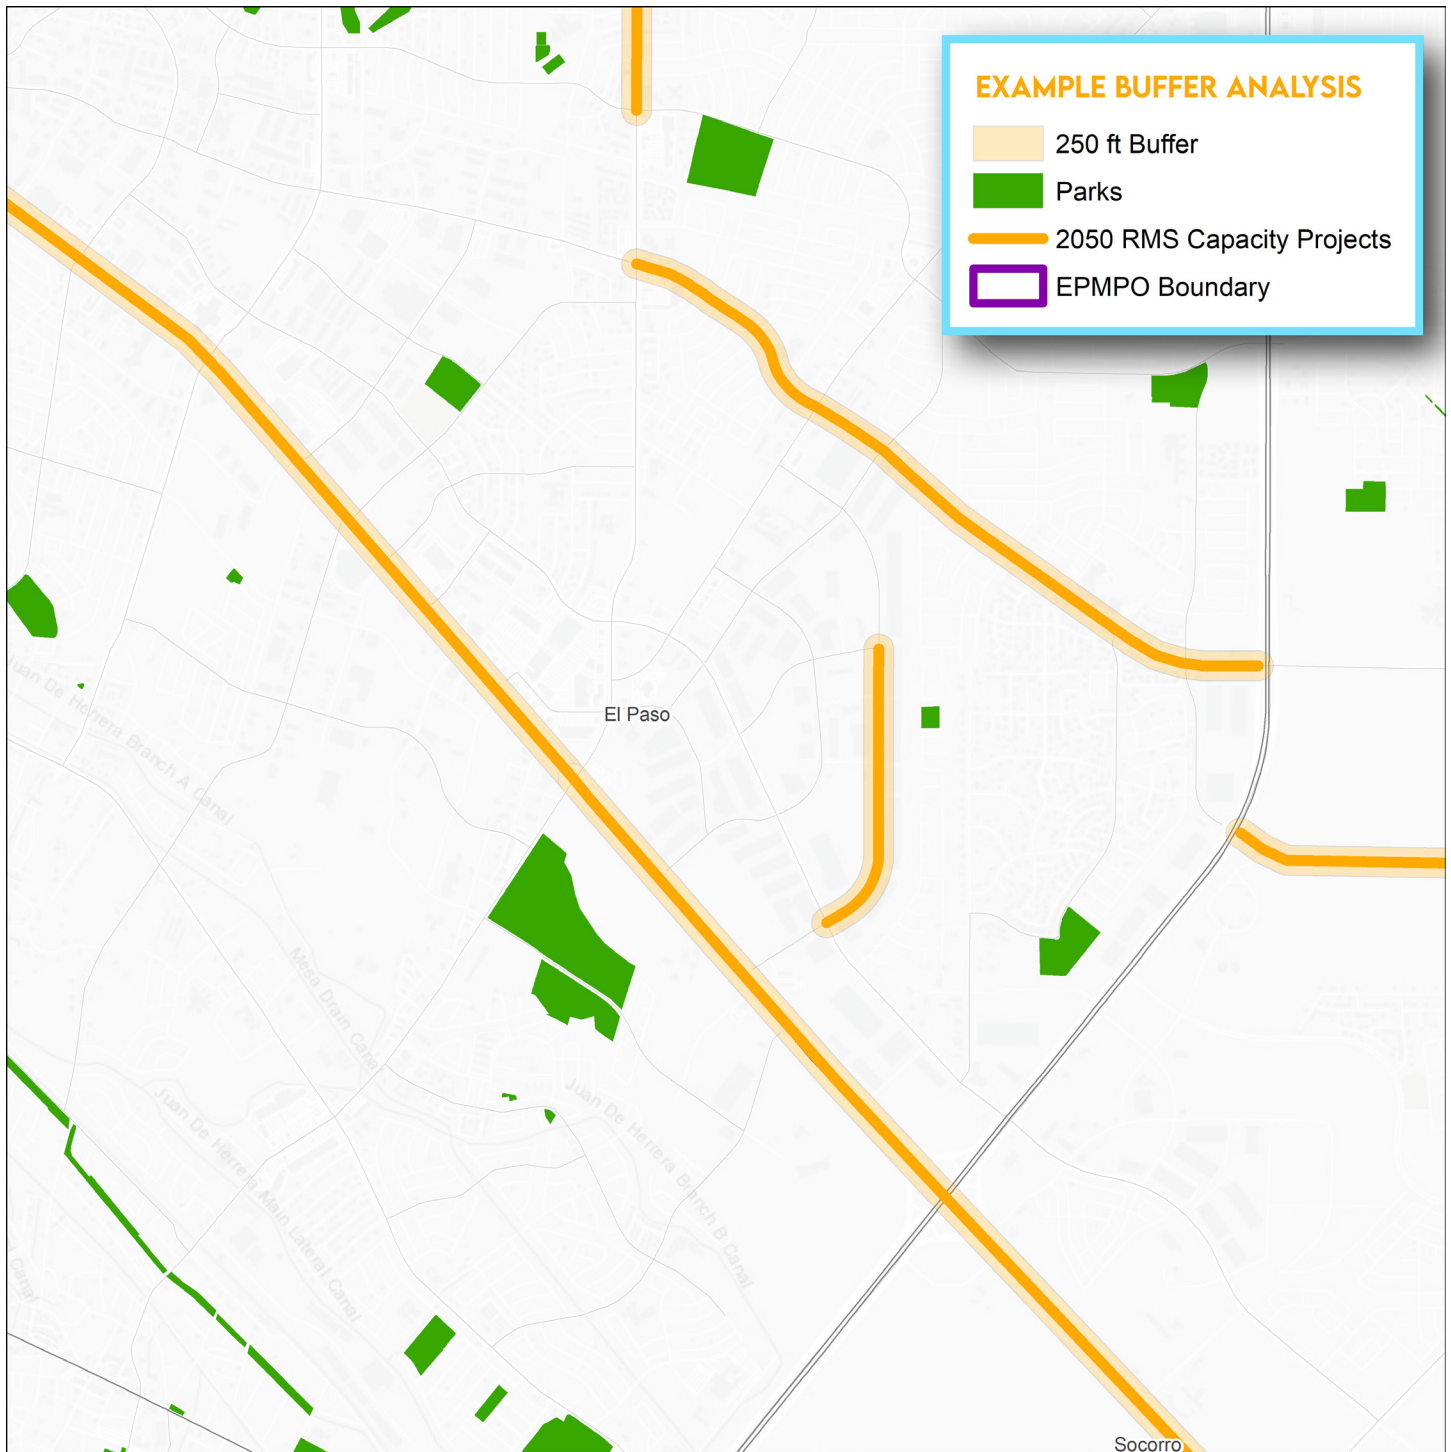 EXAMPLE BUFFER ANALYSIS
250 ft Buffer
Parks
2050 RMS Capacity Projects
EPMPO Boundary
El Paso
Juan De Herrera Branch A Canal
Mesa Drain Canal
Juan De Herrera Branch B Canal
Juan De Herrera Main Lateral Canal
Canal
Socorro